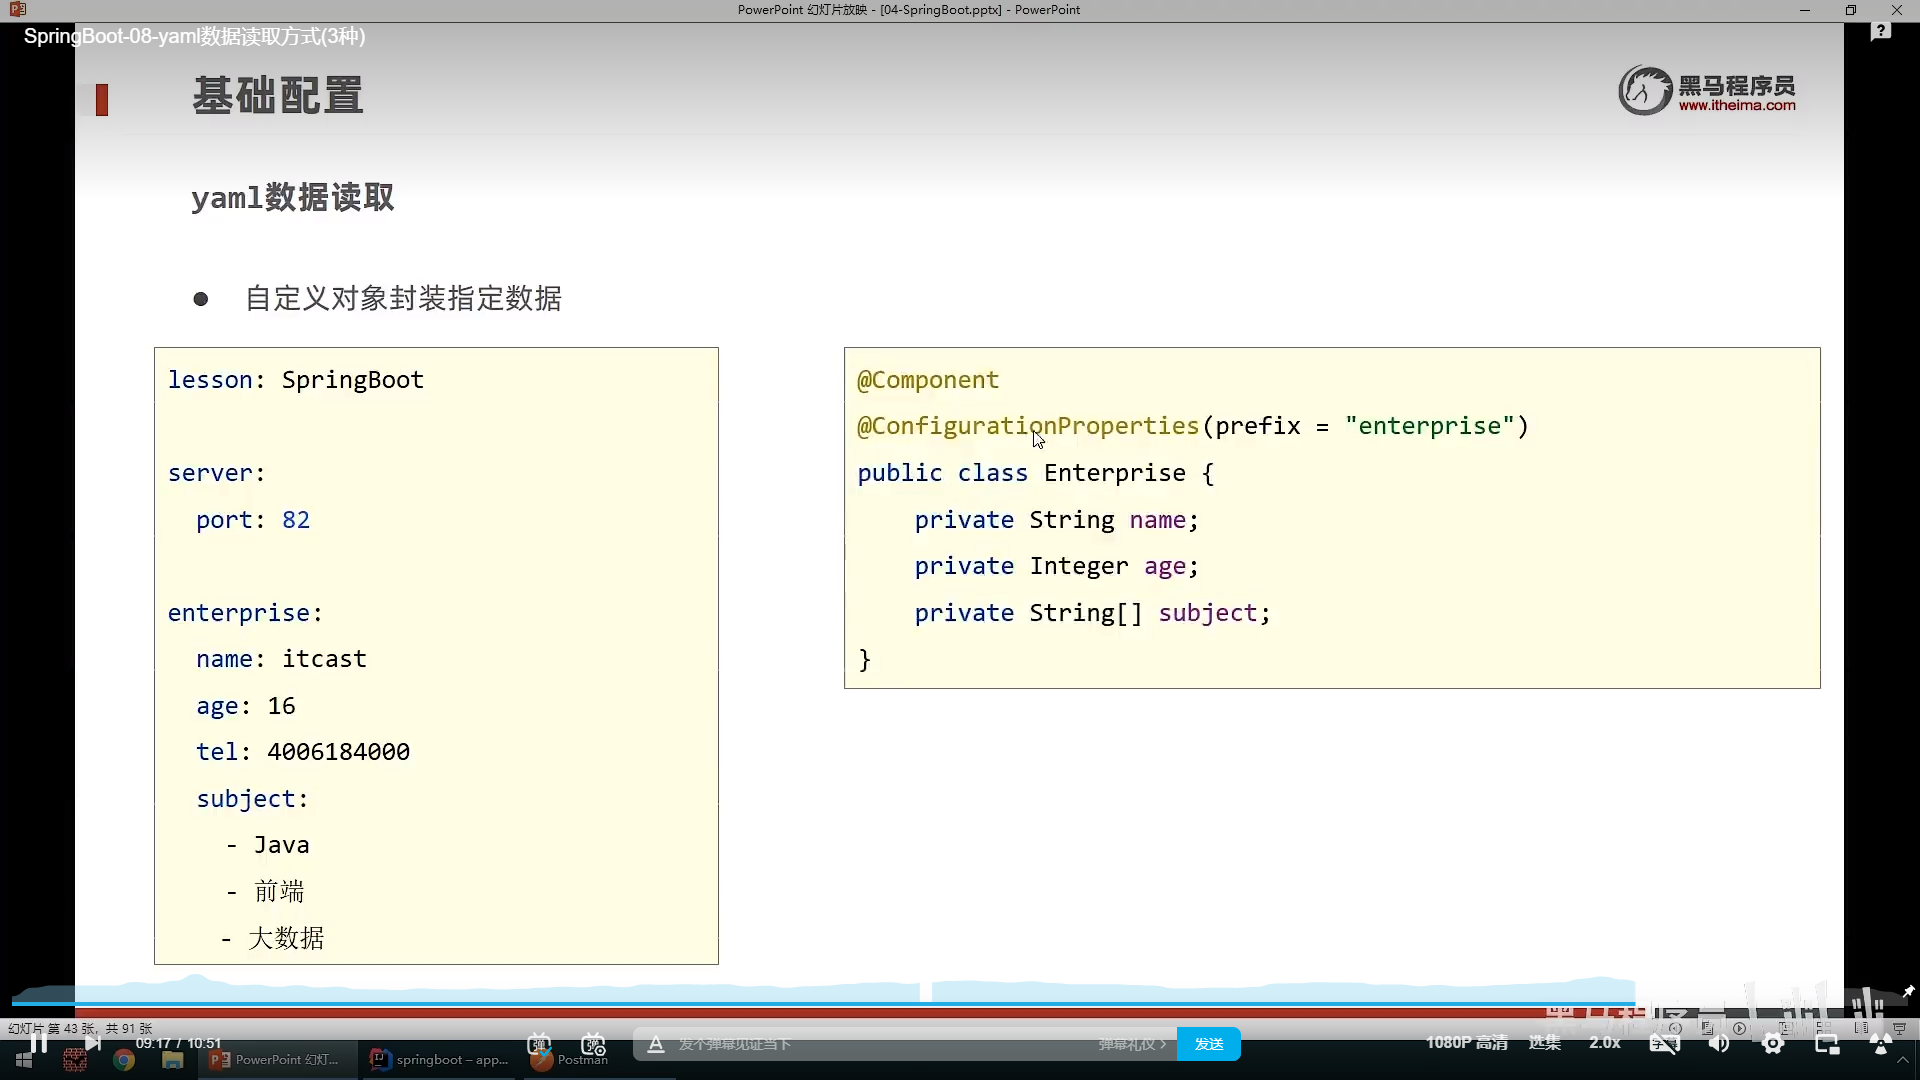 PowerPoint 幻灯片放映 - [04-SpringBoot.pptx] - PowerPoint
SpringBoot-08-yaml数据读取方式(3种)
基础配置
黑马程序员
www.itheima.com
yaml数据读取
● 自定义对象封装指定数据
lesson: SpringBoot
server:
port: 82
enterprise:
name: itcast
age: 16
tel: 4006184000
subject:
- Java
- 前端
- 大数据
@Component
@ConfigurationProperties(prefix = "enterprise")
public class Enterprise {
private String name;
private Integer age;
private String[] subject;
}
幻灯片 第 43 张，共 91 张
09:17 / 10:51
发个弹幕见证当下
弹幕礼仪 >
发送
1080P 高清
选集
2.0x
PowerPoint 幻灯...
springboot – app...
Postman